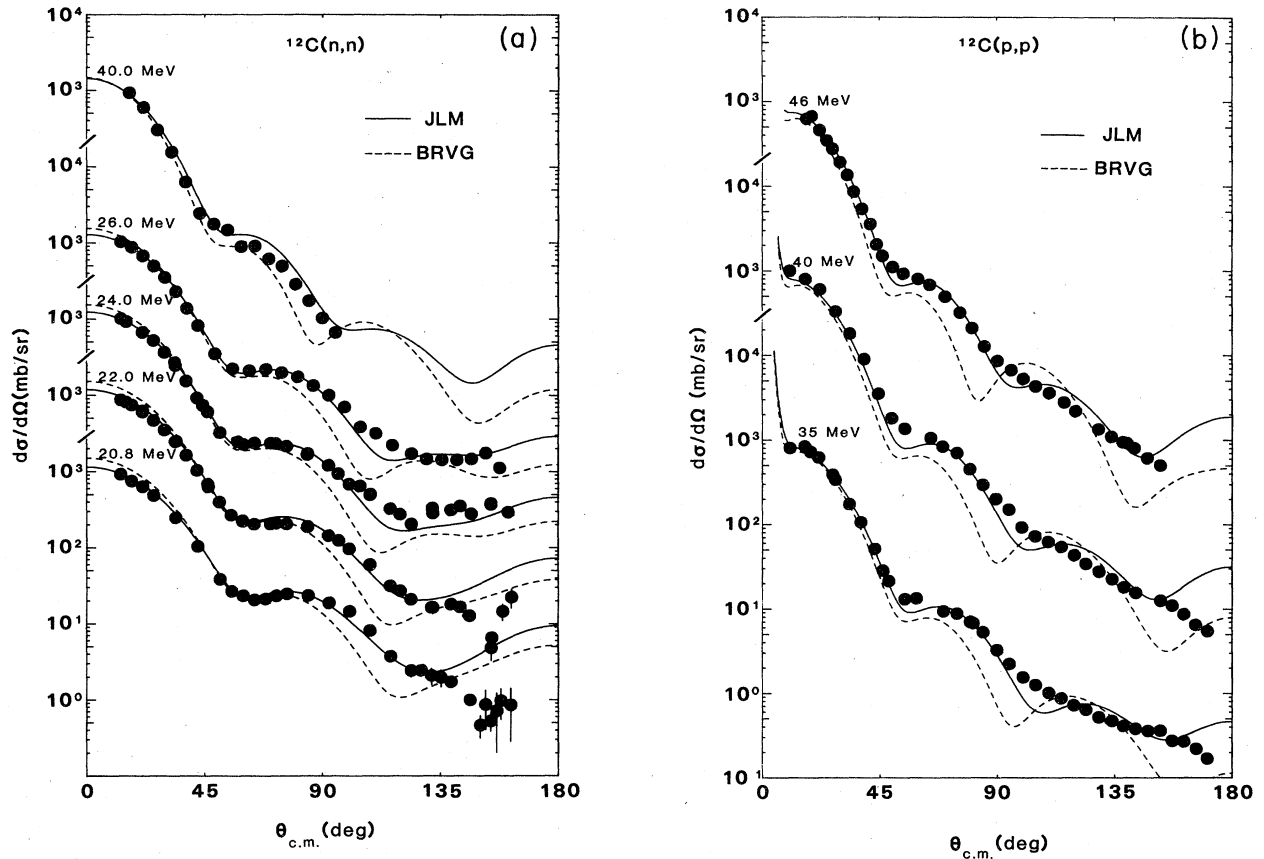 (a)
¹²C(n,n)
JLM
BRVG
40.0 MeV
26.0 MeV
24.0 MeV
22.0 MeV
20.8 MeV
10⁴
10³
10⁴
10³
10³
10³
10³
10²
10¹
10⁰
dσ/dΩ(mb/sr)
0 45 90 135 180
θc.m.(deg)
(b)
¹²C(p,p)
JLM
BRVG
46 MeV
40 MeV
35 MeV
10⁴
10³
10⁴
10³
10⁴
10³
10²
10¹
10⁰
10 1
dσ/dΩ (mb/sr)
0 45 90 135 180
θc.m.(deg)